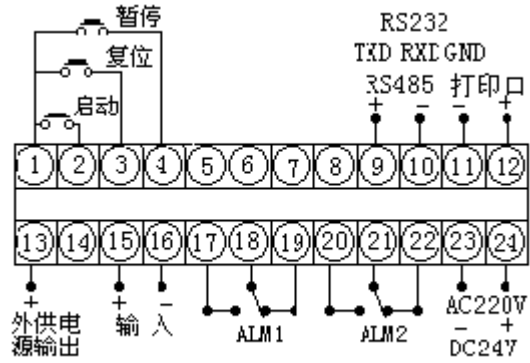 暂停
复位
启动
RS232
TXD RXD GND
RS485 打印口
+ − − +
1 2 3 4 5 6 7 8 9 10 11 12
13 14 15 16 17 18 19 20 21 22 23 24
+ + − AC220V
外供电 输 入 ALM1 ALM2 − +
源输出 DC24V